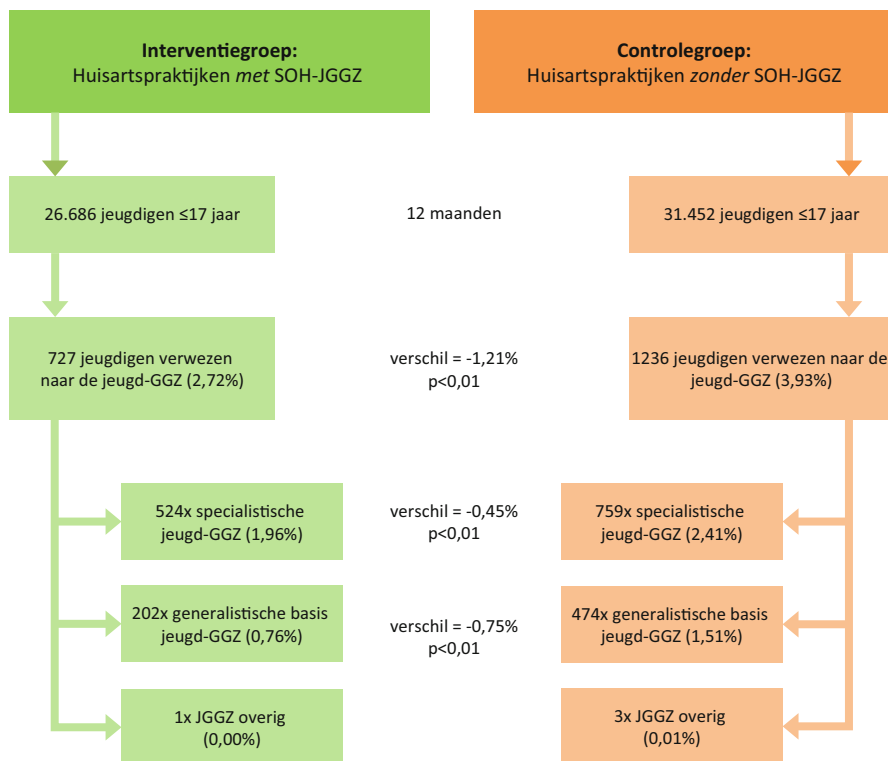 Interventiegroep:
Huisartspraktijken met SOH-JGGZ
Controlegroep:
Huisartspraktijken zonder SOH-JGGZ
26.686 jeugdigen ≤17 jaar
12 maanden
31.452 jeugdigen ≤17 jaar
727 jeugdigen verwezen
naar de jeugd-GGZ (2,72%)
verschil = -1,21%
p<0,01
1236 jeugdigen verwezen naar de
jeugd-GGZ (3,93%)
524x specialistische
jeugd-GGZ (1,96%)
verschil = -0,45%
p<0,01
759x specialistische
jeugd-GGZ (2,41%)
202x generalistische basis
jeugd-GGZ (0,76%)
verschil = -0,75%
p<0,01
474x generalistische basis
jeugd-GGZ (1,51%)
1x JGGZ overig
(0,00%)
3x JGGZ overig
(0,01%)